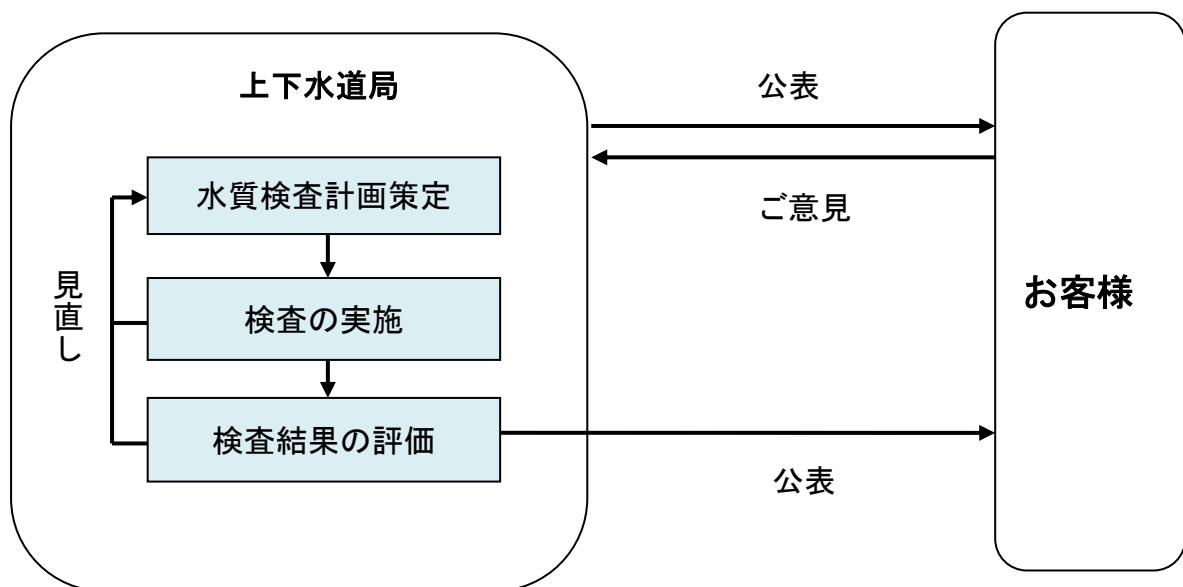 上下水道局
公表
水質検査計画策定
ご意見
見直し
検査の実施
お客様
検査結果の評価
公表